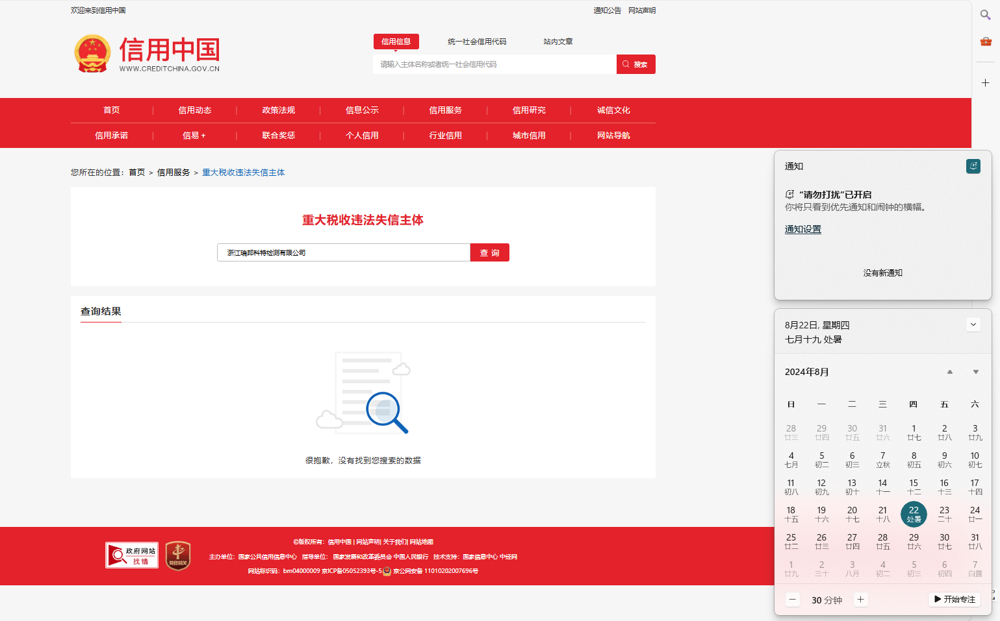 欢迎来到信用中国
通知公告 网站声明
信用中国
WWW.CREDITCHINA.GOV.CN
信用信息 统一社会信用代码 站内文章
请输入主体名称或者统一社会信用代码 搜索
首页 | 信用动态 | 政策法规 | 信息公示 | 信用服务 | 信用研究 | 诚信文化
信用承诺 | 信易+ | 联合奖惩 | 个人信用 | 行业信用 | 城市信用 | 网站导航
您所在的位置：首页 > 信用服务 > 重大税收违法失信主体
重大税收违法失信主体
浙江瑞邦科特检测有限公司 查 询
查询结果
很抱歉，没有找到您搜索的数据
政府网站
找错
党政机关
©版权所有：信用中国 | 网站声明| 关于我们| 网站地图
主办单位：国家公共信用信息中心 指导单位： 国家发展和改革委员会 中国人民银行 技术支持：国家信息中心 中经网
网站标识码：bm04000009 京ICP备05052393号-5 京公网安备 11010202007696号
通知
“请勿打扰”已开启
你将只看到优先通知和闹钟的横幅。
通知设置
没有新通知
8月22日, 星期四
七月十九 处暑
2024年8月
日 一 二 三 四 五 六
28 29 30 31 1 2 3
廿三 廿四 廿五 廿六 廿七 廿八 廿九
4 5 6 7 8 9 10
七月 初二 初三 立秋 初五 初六 初七
11 12 13 14 15 16 17
初八 初九 初十 十一 十二 十三 十四
18 19 20 21 22 23 24
十五 十六 十七 十八 处暑 二十 廿一
25 26 27 28 29 30 31
廿二 廿三 廿四 廿五 廿六 廿七 廿八
1 2 3 4 5 6 7
廿九 三十 八月 初二 初三 初四 白露
30 分钟
开始专注